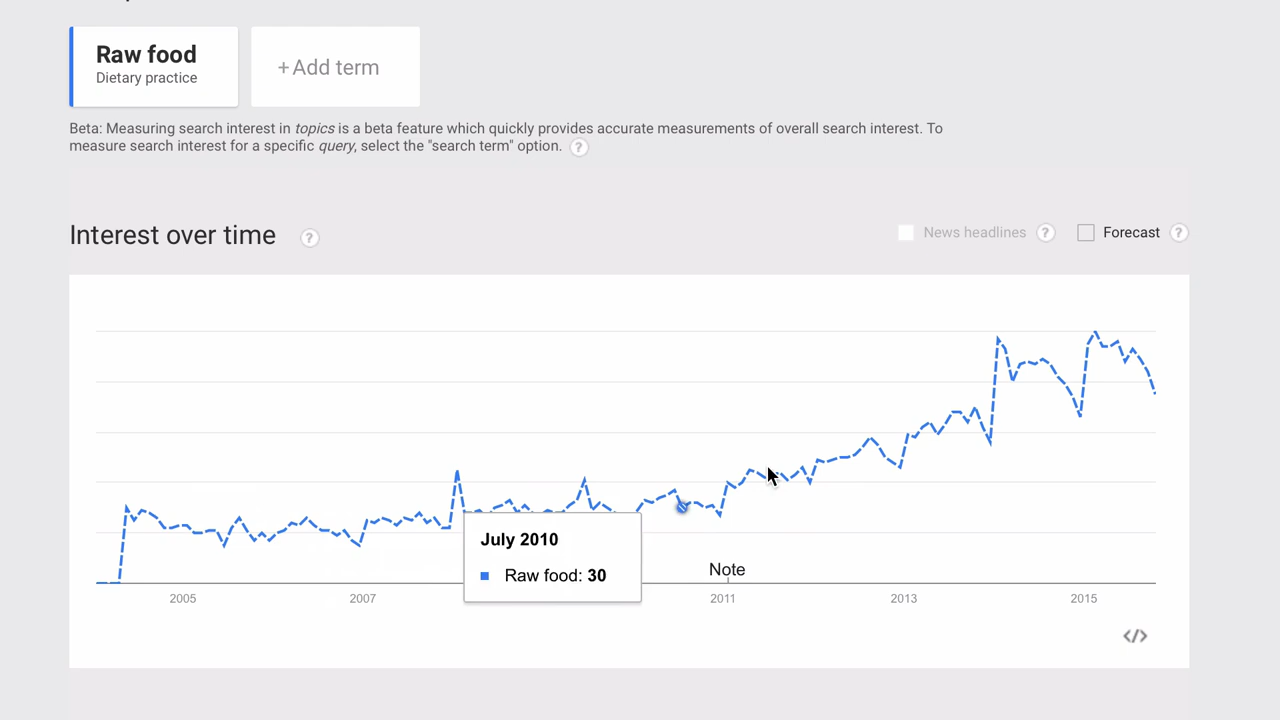 Raw food
Dietary practice
+Add term
Beta: Measuring search interest in topics is a beta feature which quickly provides accurate measurements of overall search interest. To
measure search interest for a specific query, select the "search term" option. ?
Interest over time ?
News headlines ? Forecast ?
July 2010
Raw food: 30
Note
2005 2007 2011 2013 2015
</>